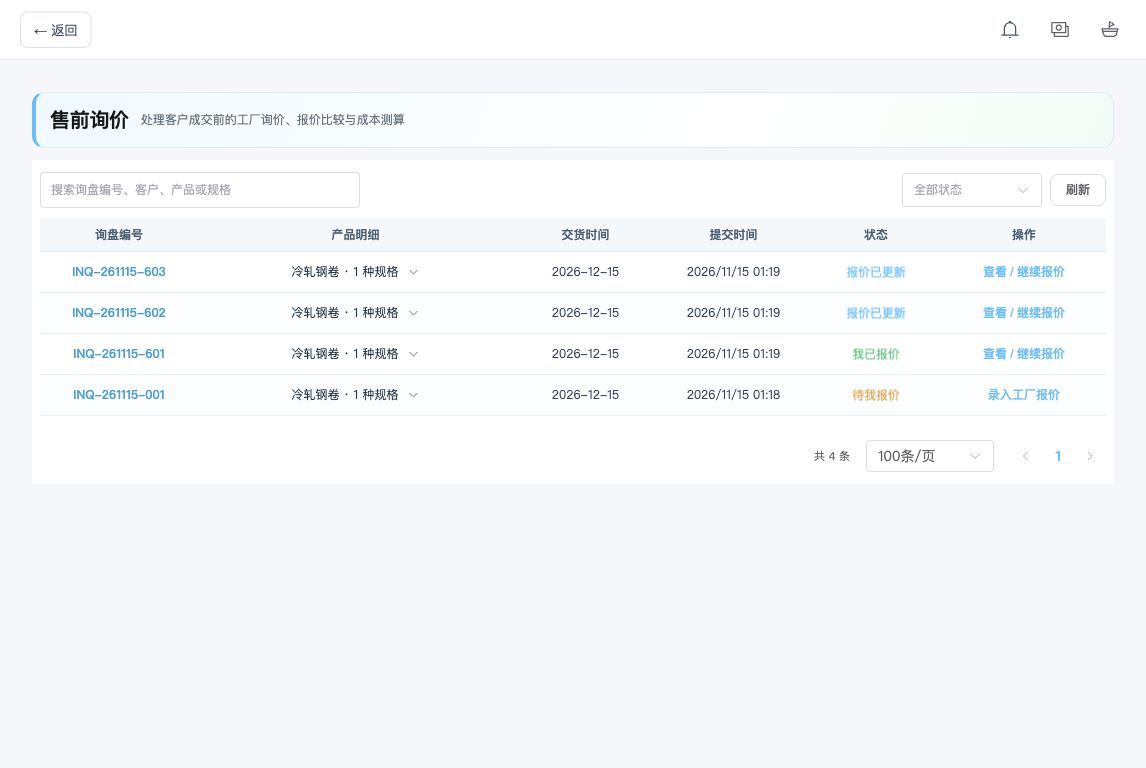 ← 返回
售前询价 处理客户成交前的工厂询价、报价比较与成本测算
搜索询盘编号、客户、产品或规格 全部状态 刷新
询盘编号 产品明细 交货时间 提交时间 状态 操作
INQ-261115-603 冷轧钢卷 · 1 种规格 2026-12-15 2026/11/15 01:19 报价已更新 查看 / 继续报价
INQ-261115-602 冷轧钢卷 · 1 种规格 2026-12-15 2026/11/15 01:19 报价已更新 查看 / 继续报价
INQ-261115-601 冷轧钢卷 · 1 种规格 2026-12-15 2026/11/15 01:19 我已报价 查看 / 继续报价
INQ-261115-001 冷轧钢卷 · 1 种规格 2026-12-15 2026/11/15 01:18 待我报价 录入工厂报价
共 4 条 100条/页 1